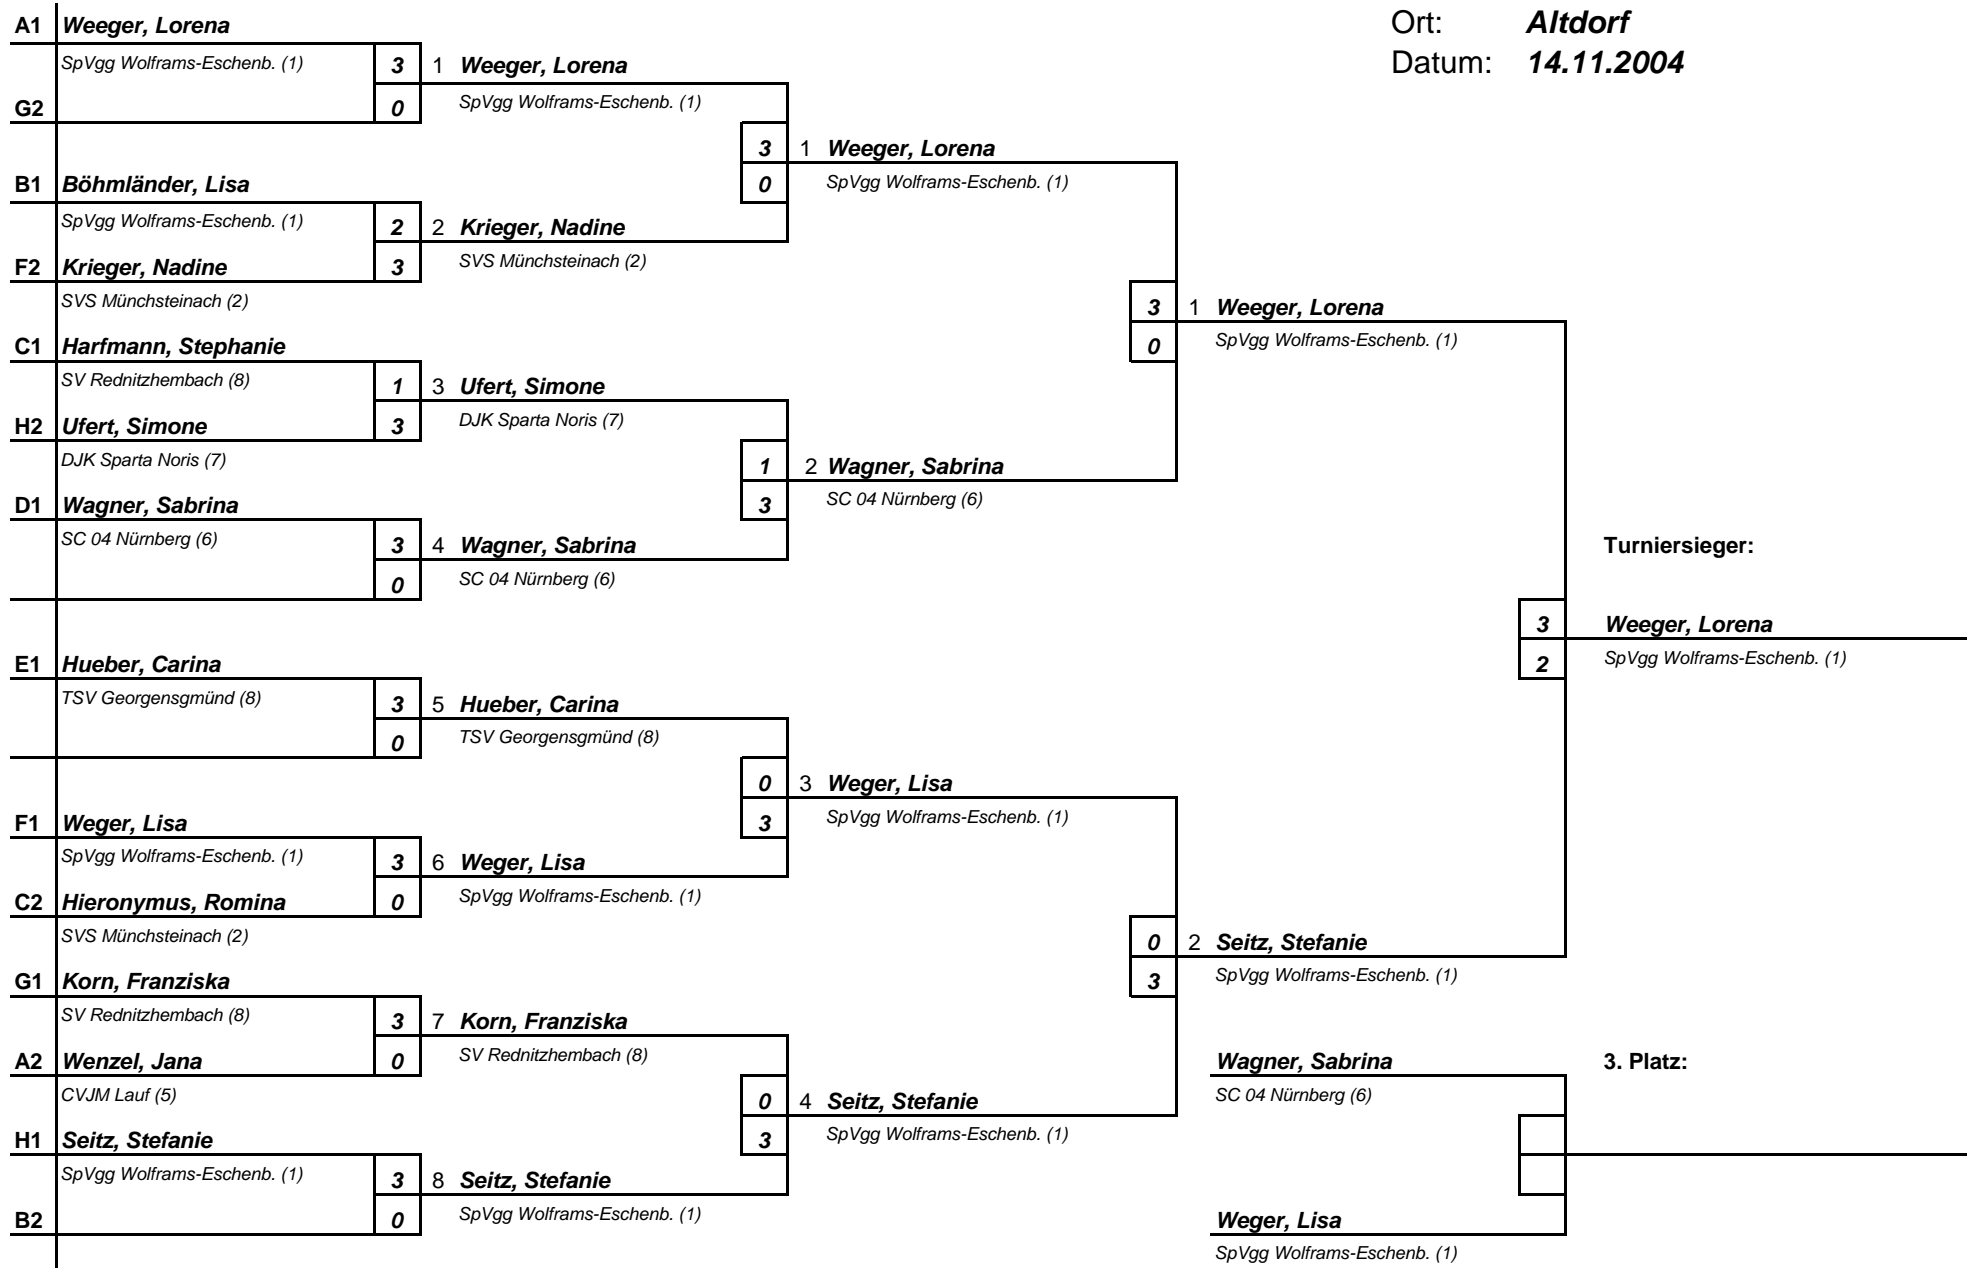 Ort: Altdorf
Datum: 14.11.2004
A1 Weeger, Lorena
SpVgg Wolframs-Eschenb. (1) 3
G2 0
B1 Böhmländer, Lisa
SpVgg Wolframs-Eschenb. (1) 2
F2 Krieger, Nadine 3
SVS Münchsteinach (2)
C1 Harfmann, Stephanie
SV Rednitzhembach (8) 1
H2 Ufert, Simone 3
DJK Sparta Noris (7)
D1 Wagner, Sabrina
SC 04 Nürnberg (6) 3
0
E1 Hueber, Carina
TSV Georgensgmünd (8) 3
0
F1 Weger, Lisa
SpVgg Wolframs-Eschenb. (1) 3
C2 Hieronymus, Romina 0
SVS Münchsteinach (2)
G1 Korn, Franziska
SV Rednitzhembach (8) 3
A2 Wenzel, Jana 0
CVJM Lauf (5)
H1 Seitz, Stefanie
SpVgg Wolframs-Eschenb. (1) 3
B2 0
1 Weeger, Lorena
SpVgg Wolframs-Eschenb. (1)
3
0
2 Krieger, Nadine
SVS Münchsteinach (2)
3 Ufert, Simone
DJK Sparta Noris (7)
1
3
4 Wagner, Sabrina
SC 04 Nürnberg (6)
5 Hueber, Carina
TSV Georgensgmünd (8)
0
3
6 Weger, Lisa
SpVgg Wolframs-Eschenb. (1)
7 Korn, Franziska
SV Rednitzhembach (8)
0
3
8 Seitz, Stefanie
SpVgg Wolframs-Eschenb. (1)
1 Weeger, Lorena
SpVgg Wolframs-Eschenb. (1)
3
0
2 Wagner, Sabrina
SC 04 Nürnberg (6)
3 Weger, Lisa
SpVgg Wolframs-Eschenb. (1)
0
3
4 Seitz, Stefanie
SpVgg Wolframs-Eschenb. (1)
1 Weeger, Lorena
SpVgg Wolframs-Eschenb. (1)
3
2
2 Seitz, Stefanie
SpVgg Wolframs-Eschenb. (1)
Turniersieger:
Weeger, Lorena
SpVgg Wolframs-Eschenb. (1)
Wagner, Sabrina
SC 04 Nürnberg (6)
3. Platz:
Weger, Lisa
SpVgg Wolframs-Eschenb. (1)